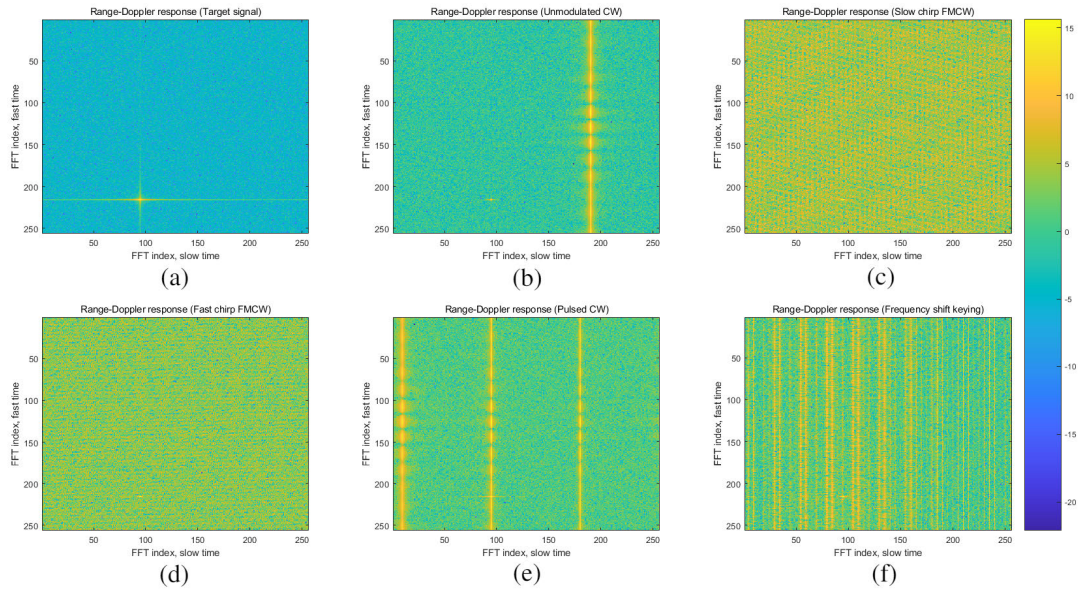 Range-Doppler response (Target signal)
FFT index, fast time
50
100
150
200
250
50 100 150 200 250
FFT index, slow time
(a)
Range-Doppler response (Unmodulated CW)
FFT index, fast time
50
100
150
200
250
50 100 150 200 250
FFT index, slow time
(b)
Range-Doppler response (Slow chirp FMCW)
FFT index, fast time
50
100
150
200
250
50 100 150 200 250
FFT index, slow time
(c)
15
10
5
0
-5
-10
-15
-20
Range-Doppler response (Fast chirp FMCW)
FFT index, fast time
50
100
150
200
250
50 100 150 200 250
FFT index, slow time
(d)
Range-Doppler response (Pulsed CW)
FFT index, fast time
50
100
150
200
250
50 100 150 200 250
FFT index, slow time
(e)
Range-Doppler response (Frequency shift keying)
FFT index, fast time
50
100
150
200
250
50 100 150 200 250
FFT index, slow time
(f)